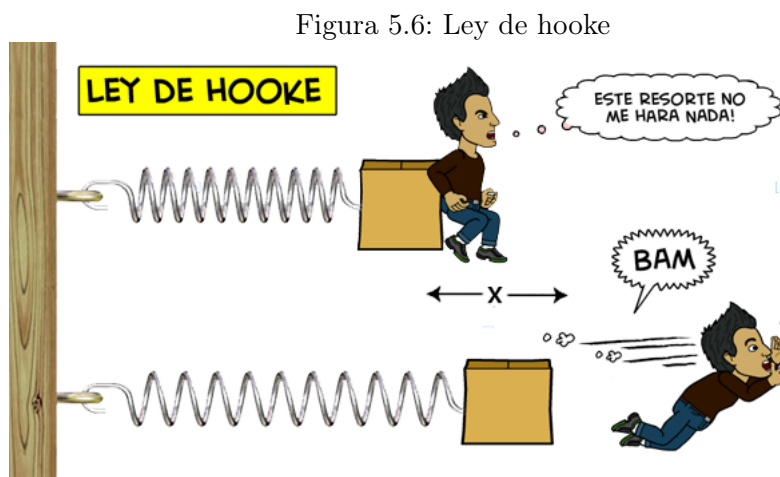 Figura 5.6: Ley de hooke
LEY DE HOOKE
ESTE RESORTE NO
ME HARA NADA!
X
BAM